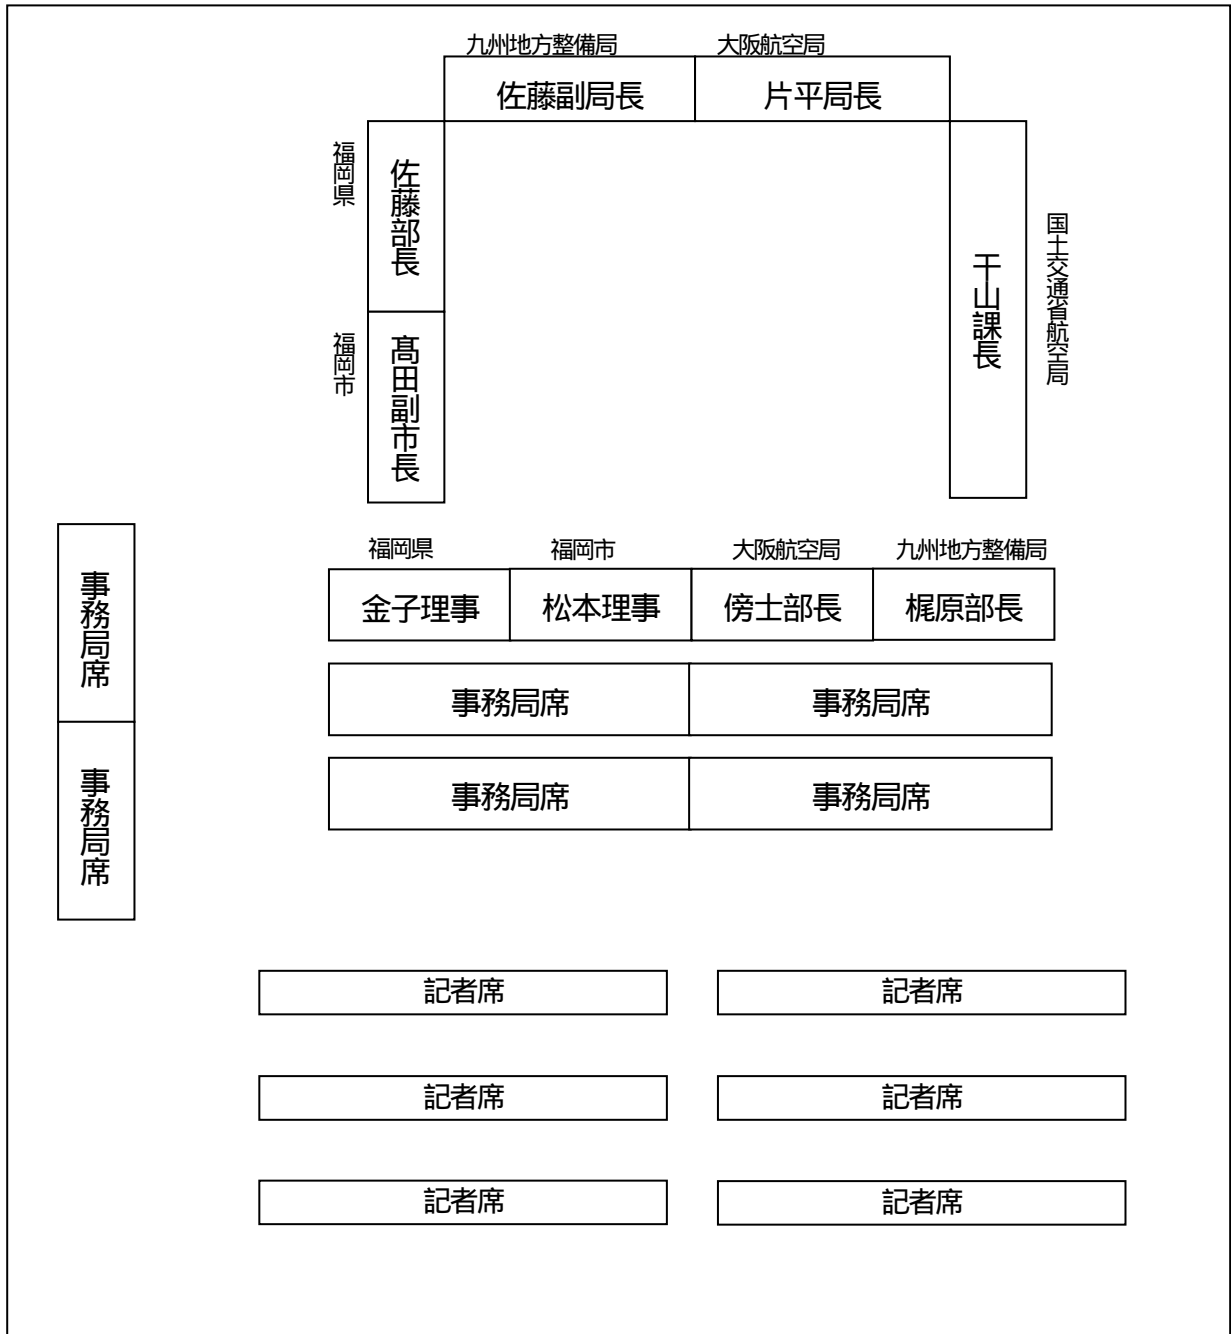 九州地方整備局
大阪航空局
佐藤副局長
片平局長
福岡県
佐藤部長
国土交通省航空局
干山課長
福岡市
髙田副市長
福岡県
福岡市
大阪航空局
九州地方整備局
金子理事
松本理事
傍士部長
梶原部長
事務局席
事務局席
事務局席
事務局席
事務局席
事務局席
記者席
記者席
記者席
記者席
記者席
記者席